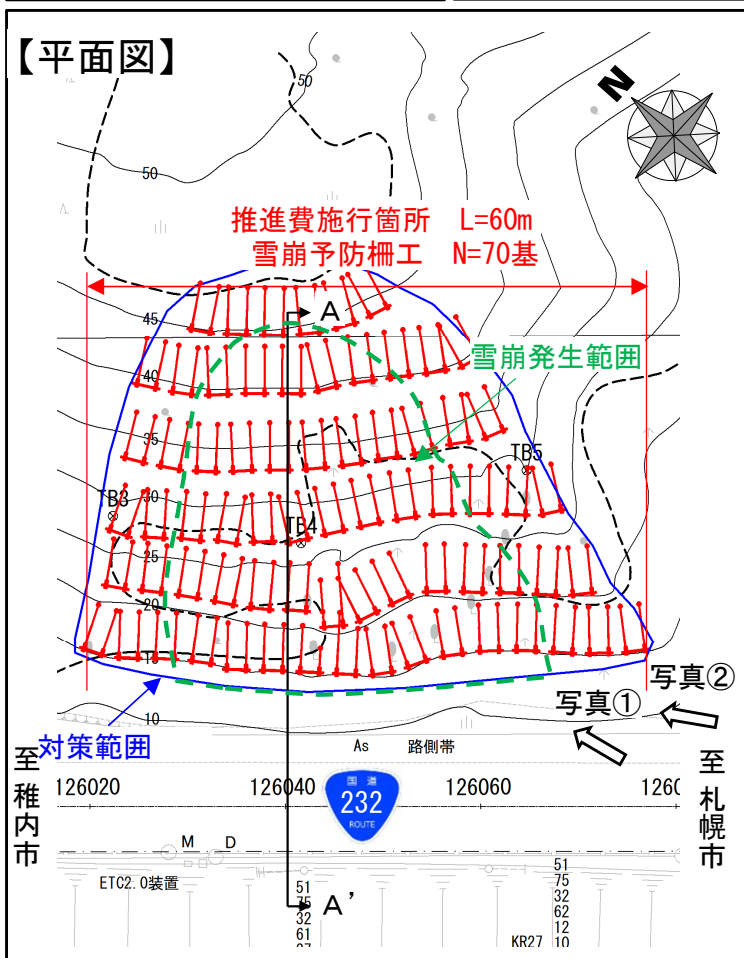 【平面図】
N
50
50
推進費施行箇所 L=60m
雪崩予防柵工 N=70基
A
45
雪崩発生範囲
40
35
TB5
30
TB3
TB4
25
20
15
写真②
写真①
10
対策範囲
As 路側帯
至稚内市
至札幌市
126020
126040
126060
国道
232
ROUTE
M D
ETC2.0装置
A'
51
75
32
61
51
75
32
62
12
KR27 10